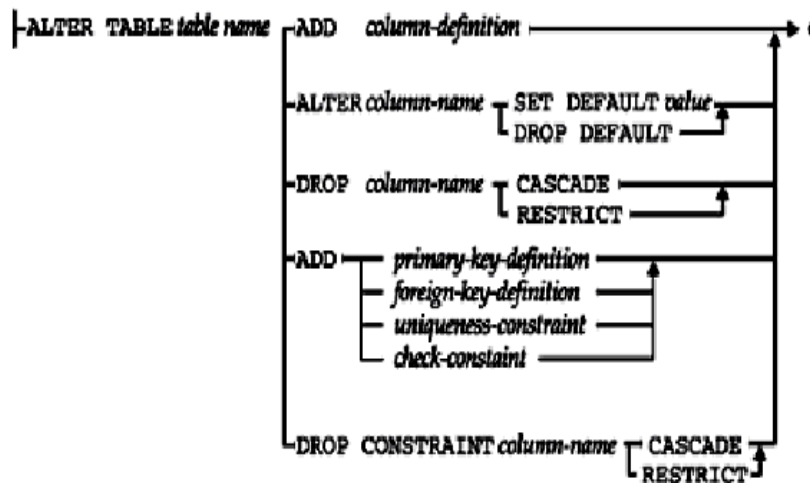 ALTER TABLE table name ADD column-definition
ALTER column-name SET DEFAULT value
DROP DEFAULT
DROP column-name CASCADE
RESTRICT
ADD primary-key-definition
foreign-key-definition
uniqueness-constraint
check-constaint
DROP CONSTRAINT column-name CASCADE
RESTRICT